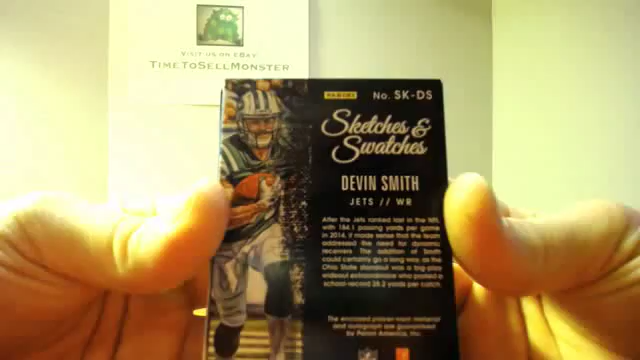 VISIT US ON EBAY
TIMETOSELLMONSTER
PANINI
No. SK-DS
Sketches &
Swatches
DEVIN SMITH
JETS // WR
After the Jets ranked last in the NFL
with 184.1 passing yards per game
in 2014, it made sense that the team
addressed the need for dynamic
receivers. The addition of Smith
could certainly go a long way, as the
Ohio State standout was a big-play
wideout extraordinaire who posted a
school-record 28.2 yards per catch.
The enclosed player-worn material
and autograph are guaranteed
by Panini America, Inc.